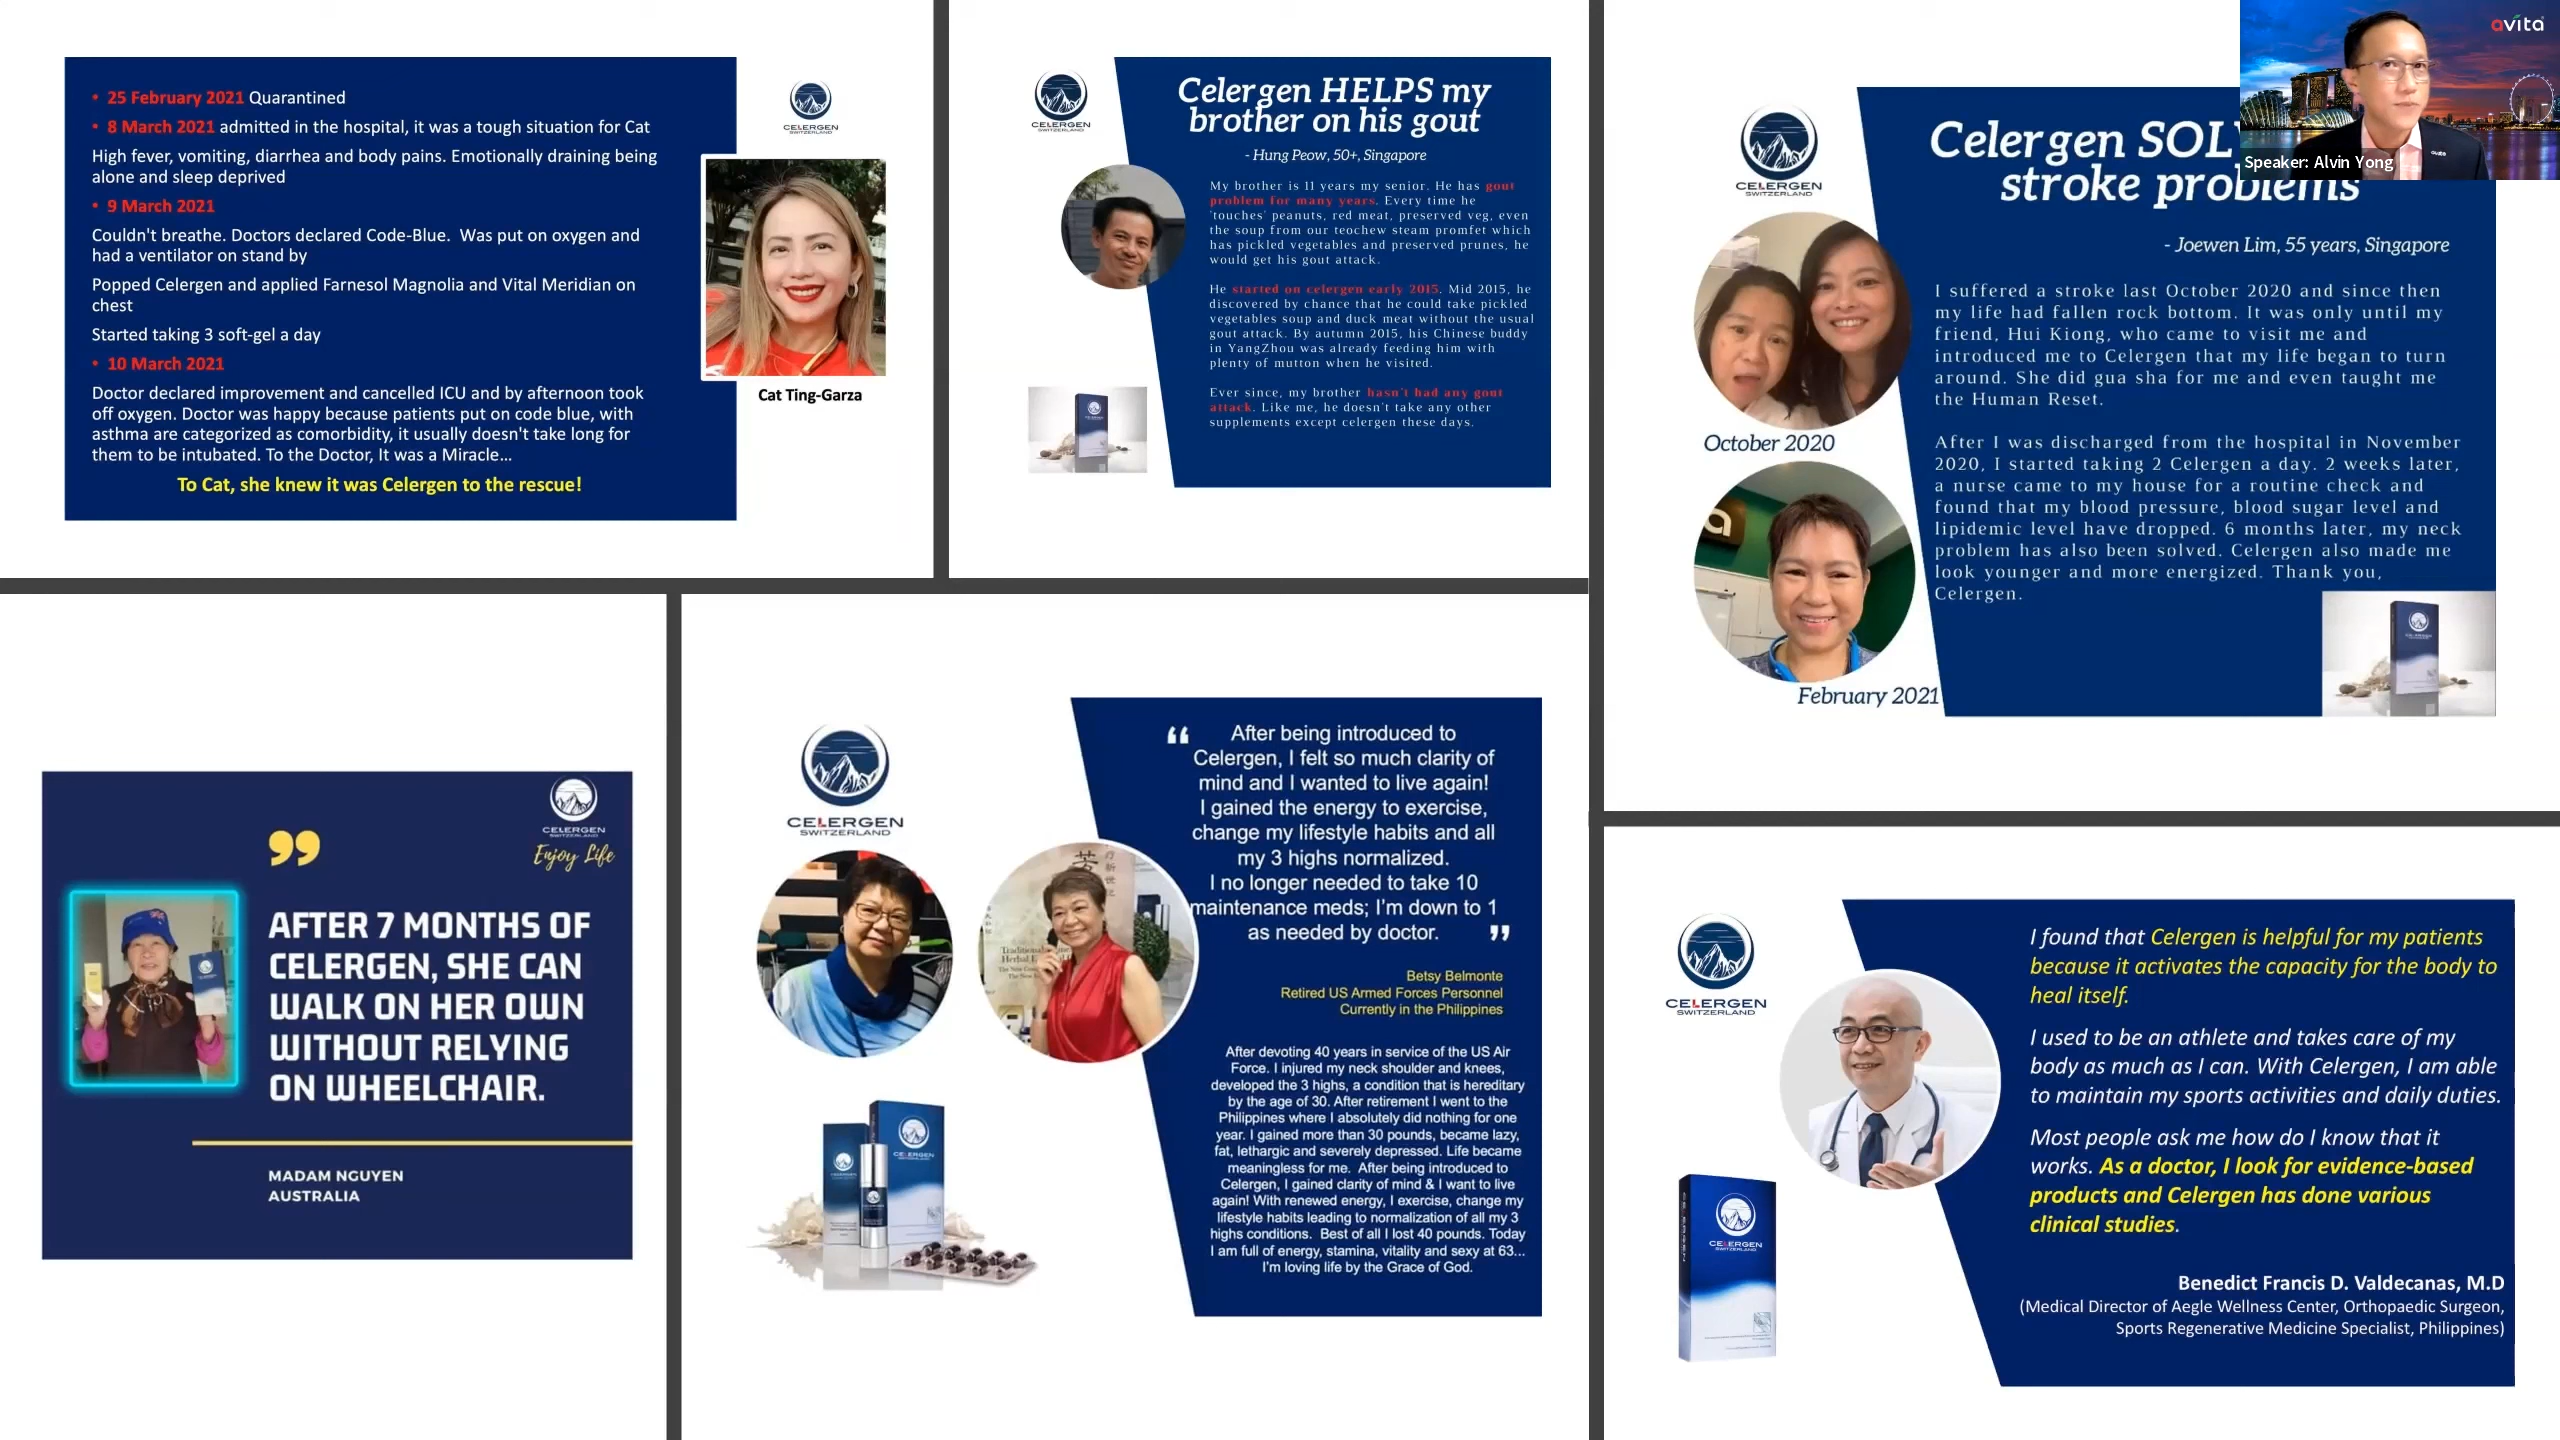 • 25 February 2021 Quarantined
• 8 March 2021 admitted in the hospital, it was a tough situation for Cat
High fever, vomiting, diarrhea and body pains. Emotionally draining being
alone and sleep deprived
• 9 March 2021
Couldn't breathe. Doctors declared Code-Blue. Was put on oxygen and
had a ventilator on stand by
Popped Celergen and applied Farnesol Magnolia and Vital Meridian on
chest
Started taking 3 soft-gel a day
• 10 March 2021
Doctor declared improvement and cancelled ICU and by afternoon took
off oxygen. Doctor was happy because patients put on code blue, with
asthma are categorized as comorbidity, it usually doesn't take long for
them to be intubated. To the Doctor, It was a Miracle...
To Cat, she knew it was Celergen to the rescue!
CELERGEN
SWITZERLAND
Cat Ting-Garza
CELERGEN
SWITZERLAND
Celergen HELPS my
brother on his gout
- Hung Peow, 50+, Singapore
My brother is 11 years my senior. He has gout
problem for many years. Every time he
'touches' peanuts, red meat, preserved veg, even
the soup from our teochew steam promfet which
has pickled vegetables and preserved prunes, he
would get his gout attack.
He started on celergen early 2015. Mid 2015, he
discovered by chance that he could take pickled
vegetables soup and duck meat without the usual
gout attack. By autumn 2015, his Chinese buddy
in YangZhou was already feeding him with
plenty of mutton when he visited.
Ever since, my brother hasn't had any gout
attack. Like me, he doesn't take any other
supplements except celergen these days.
avita
Speaker: Alvin Yong
CELERGEN
SWITZERLAND
Celergen SOL
stroke problems
- Joewen Lim, 55 years, Singapore
I suffered a stroke last October 2020 and since then
my life had fallen rock bottom. It was only until my
friend, Hui Kiong, who came to visit me and
introduced me to Celergen that my life began to turn
around. She did gua sha for me and even taught me
the Human Reset.
After I was discharged from the hospital in November
2020, I started taking 2 Celergen a day. 2 weeks later,
a nurse came to my house for a routine check and
found that my blood pressure, blood sugar level and
lipidemic level have dropped. 6 months later, my neck
problem has also been solved. Celergen also made me
look younger and more energized. Thank you,
Celergen.
October 2020
February 2021
CELERGEN
SWITZERLAND
Enjoy Life
AFTER 7 MONTHS OF
CELERGEN, SHE CAN
WALK ON HER OWN
WITHOUT RELYING
ON WHEELCHAIR.
MADAM NGUYEN
AUSTRALIA
CELERGEN
SWITZERLAND
“ After being introduced to
Celergen, I felt so much clarity of
mind and I wanted to live again!
I gained the energy to exercise,
change my lifestyle habits and all
my 3 highs normalized.
I no longer needed to take 10
maintenance meds; I'm down to 1
as needed by doctor. ”
Betsy Belmonte
Retired US Armed Forces Personnel
Currently in the Philippines
After devoting 40 years in service of the US Air
Force. I injured my neck shoulder and knees,
developed the 3 highs, a condition that is hereditary
by the age of 30. After retirement I went to the
Philippines where I absolutely did nothing for one
year. I gained more than 30 pounds, became lazy,
fat, lethargic and severely depressed. Life became
meaningless for me. After being introduced to
Celergen, I gained clarity of mind & I want to live
again! With renewed energy, I exercise, change my
lifestyle habits leading to normalization of all my 3
highs conditions. Best of all I lost 40 pounds. Today
I am full of energy, stamina, vitality and sexy at 63...
I'm loving life by the Grace of God.
CELERGEN
SWITZERLAND
I found that Celergen is helpful for my patients
because it activates the capacity for the body to
heal itself.
I used to be an athlete and takes care of my
body as much as I can. With Celergen, I am able
to maintain my sports activities and daily duties.
Most people ask me how do I know that it
works. As a doctor, I look for evidence-based
products and Celergen has done various
clinical studies.
Benedict Francis D. Valdecanas, M.D
(Medical Director of Aegle Wellness Center, Orthopaedic Surgeon,
Sports Regenerative Medicine Specialist, Philippines)
CELERGEN